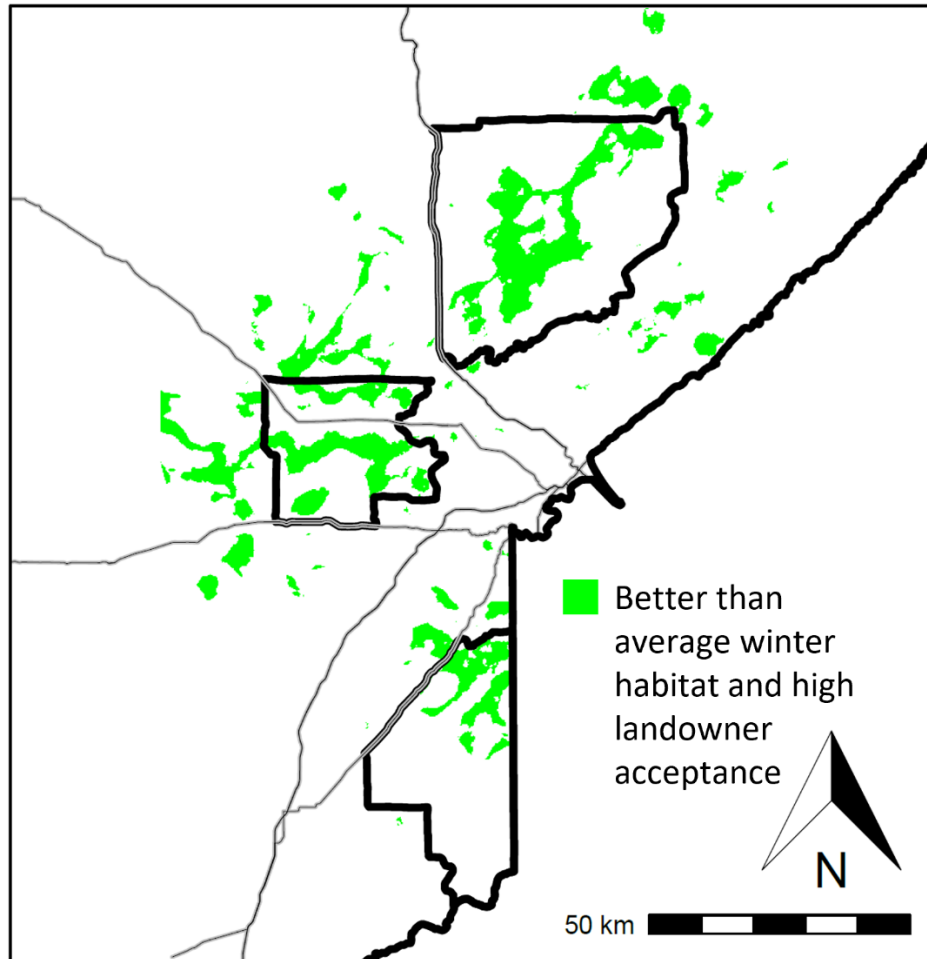 Better than
average winter
habitat and high
landowner
acceptance
N
50 km